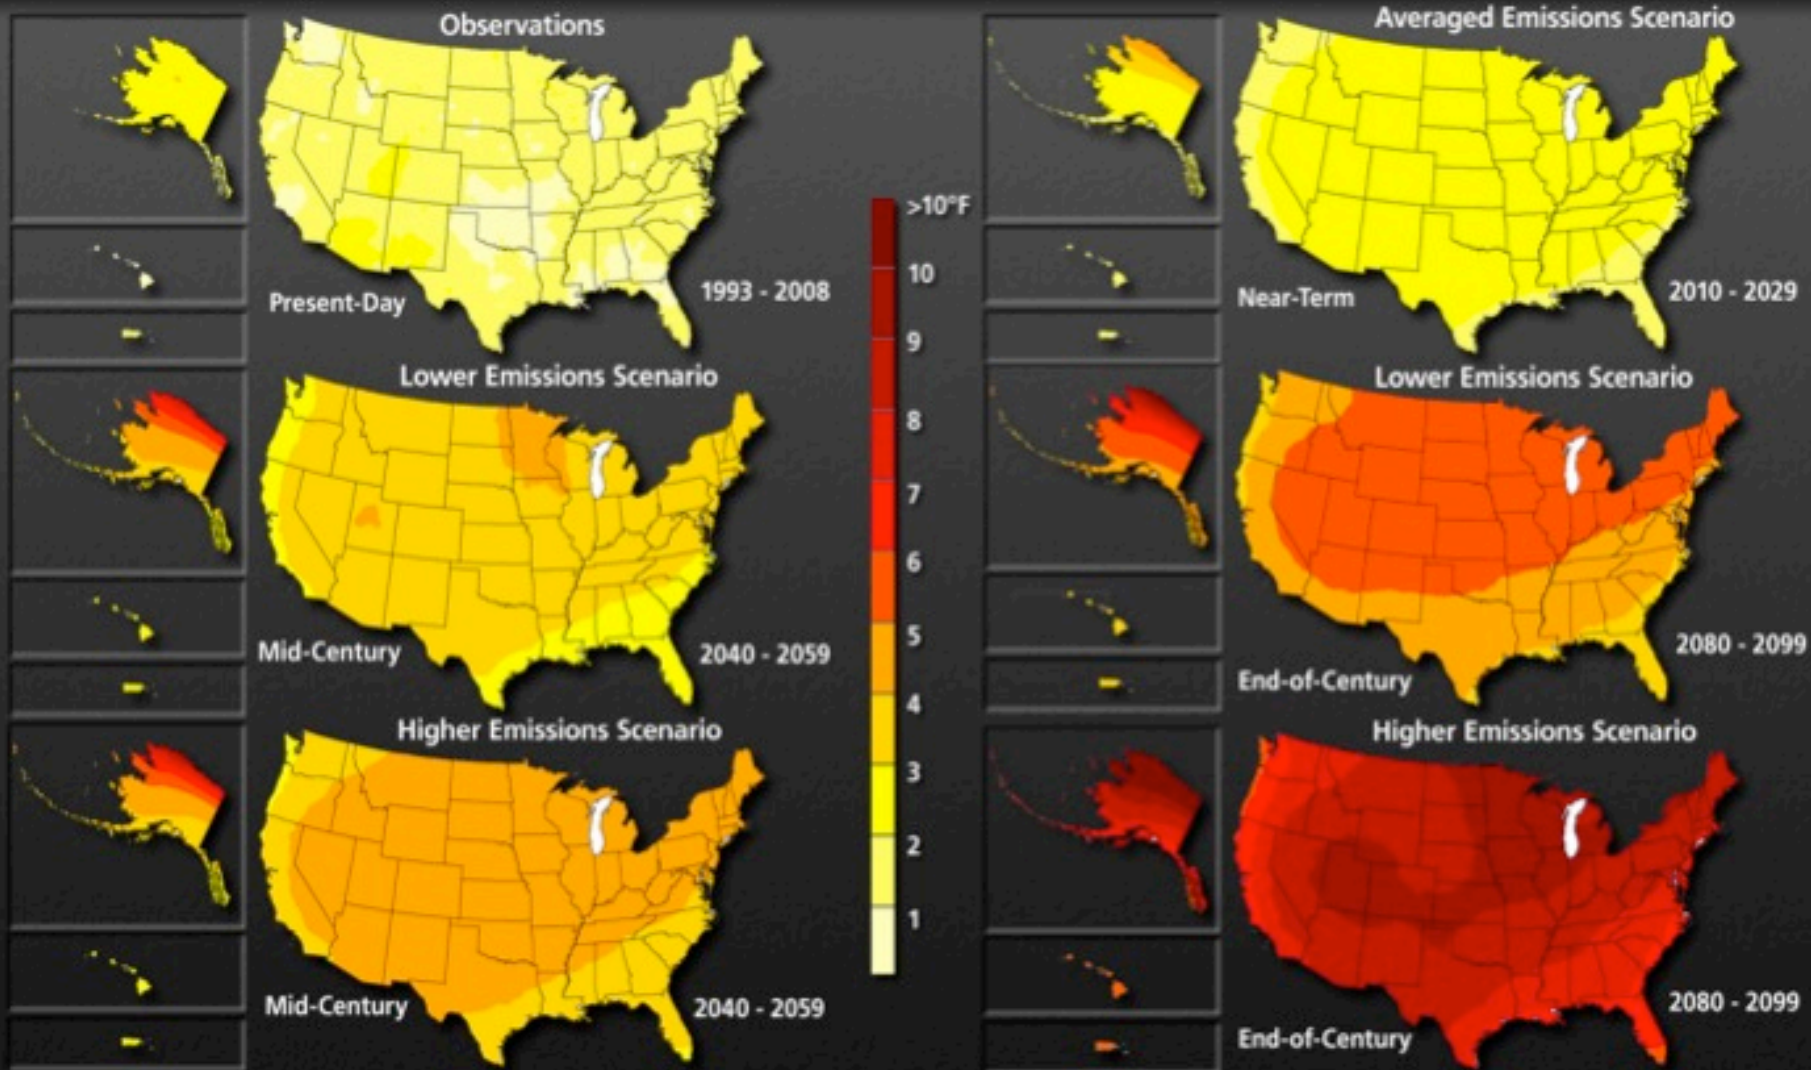 Observations
Present-Day
1993 - 2008
Averaged Emissions Scenario
Near-Term
2010 - 2029
>10°F
10
9
8
7
6
5
4
3
2
1
Lower Emissions Scenario
Mid-Century
2040 - 2059
Lower Emissions Scenario
End-of-Century
2080 - 2099
Higher Emissions Scenario
Mid-Century
2040 - 2059
Higher Emissions Scenario
End-of-Century
2080 - 2099